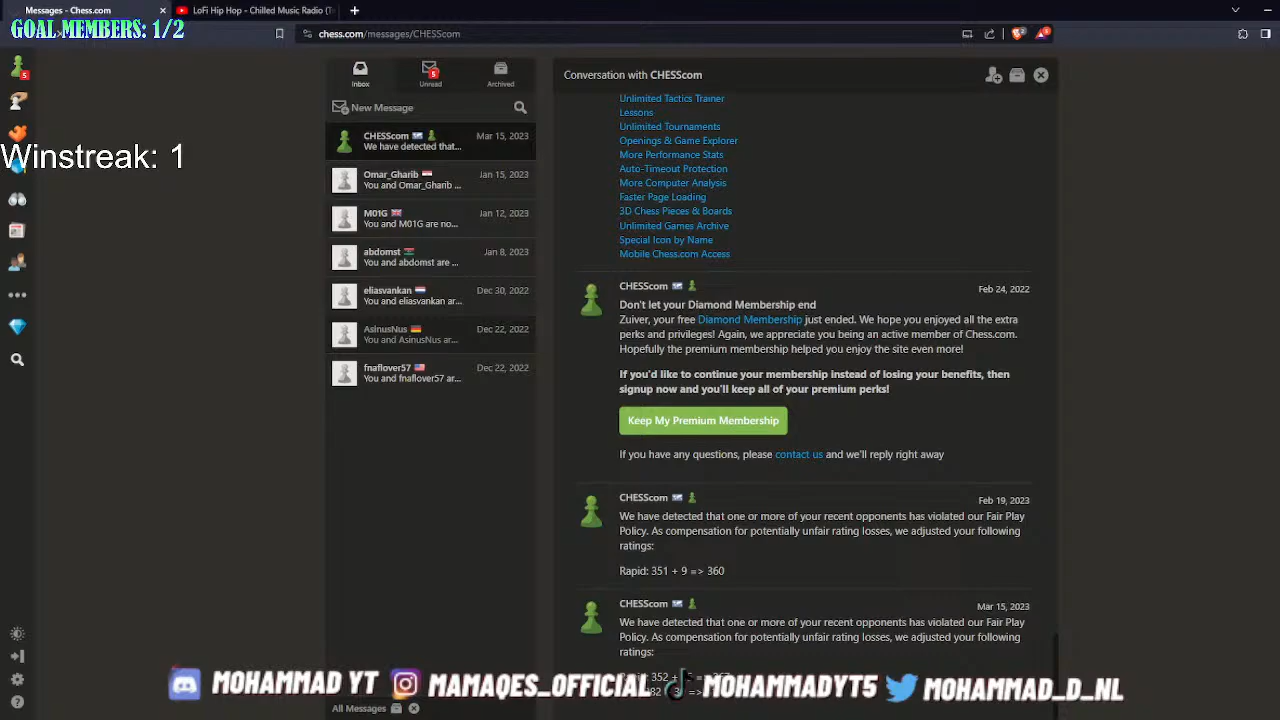 Messages - Chess.com
LoFi Hip Hop - Chilled Music Radio (
GOAL MEMBERS: 1/2
chess.com/messages/CHESScom
5
Inbox
5
Unread
Archived
New Message
CHESScom
Mar 15, 2023
We have detected that...
Omar_Gharib
Jan 15, 2023
You and Omar_Gharib ...
M01G
Jan 12, 2023
You and M01G are no...
abdomst
Jan 8, 2023
You and abdomst are ...
eliasvankan
Dec 30, 2022
You and eliasvankan ar...
AsinusNus
Dec 22, 2022
You and AsinusNus ar...
fnaflover57
Dec 22, 2022
You and fnaflover57 ar...
Winstreak: 1
Conversation with CHESScom
Unlimited Tactics Trainer
Lessons
Unlimited Tournaments
Openings & Game Explorer
More Performance Stats
Auto-Timeout Protection
More Computer Analysis
Faster Page Loading
3D Chess Pieces & Boards
Unlimited Games Archive
Special Icon by Name
Mobile Chess.com Access
CHESScom
Feb 24, 2022
Don't let your Diamond Membership end
Zuiver, your free Diamond Membership just ended. We hope you enjoyed all the extra
perks and privileges! Again, we appreciate you being an active member of Chess.com.
Hopefully the premium membership helped you enjoy the site even more!
If you'd like to continue your membership instead of losing your benefits, then
signup now and you'll keep all of your premium perks!
Keep My Premium Membership
If you have any questions, please contact us and we'll reply right away
CHESScom
Feb 19, 2023
We have detected that one or more of your recent opponents has violated our Fair Play
Policy. As compensation for potentially unfair rating losses, we adjusted your following
ratings:
Rapid: 351 + 9 => 360
CHESScom
Mar 15, 2023
We have detected that one or more of your recent opponents has violated our Fair Play
Policy. As compensation for potentially unfair rating losses, we adjusted your following
ratings:
352 +
MOHAMMAD YT
MAMAQES_OFFICIAL
MOHAMMADYT5
MOHAMMAD_D_NL
All Messages